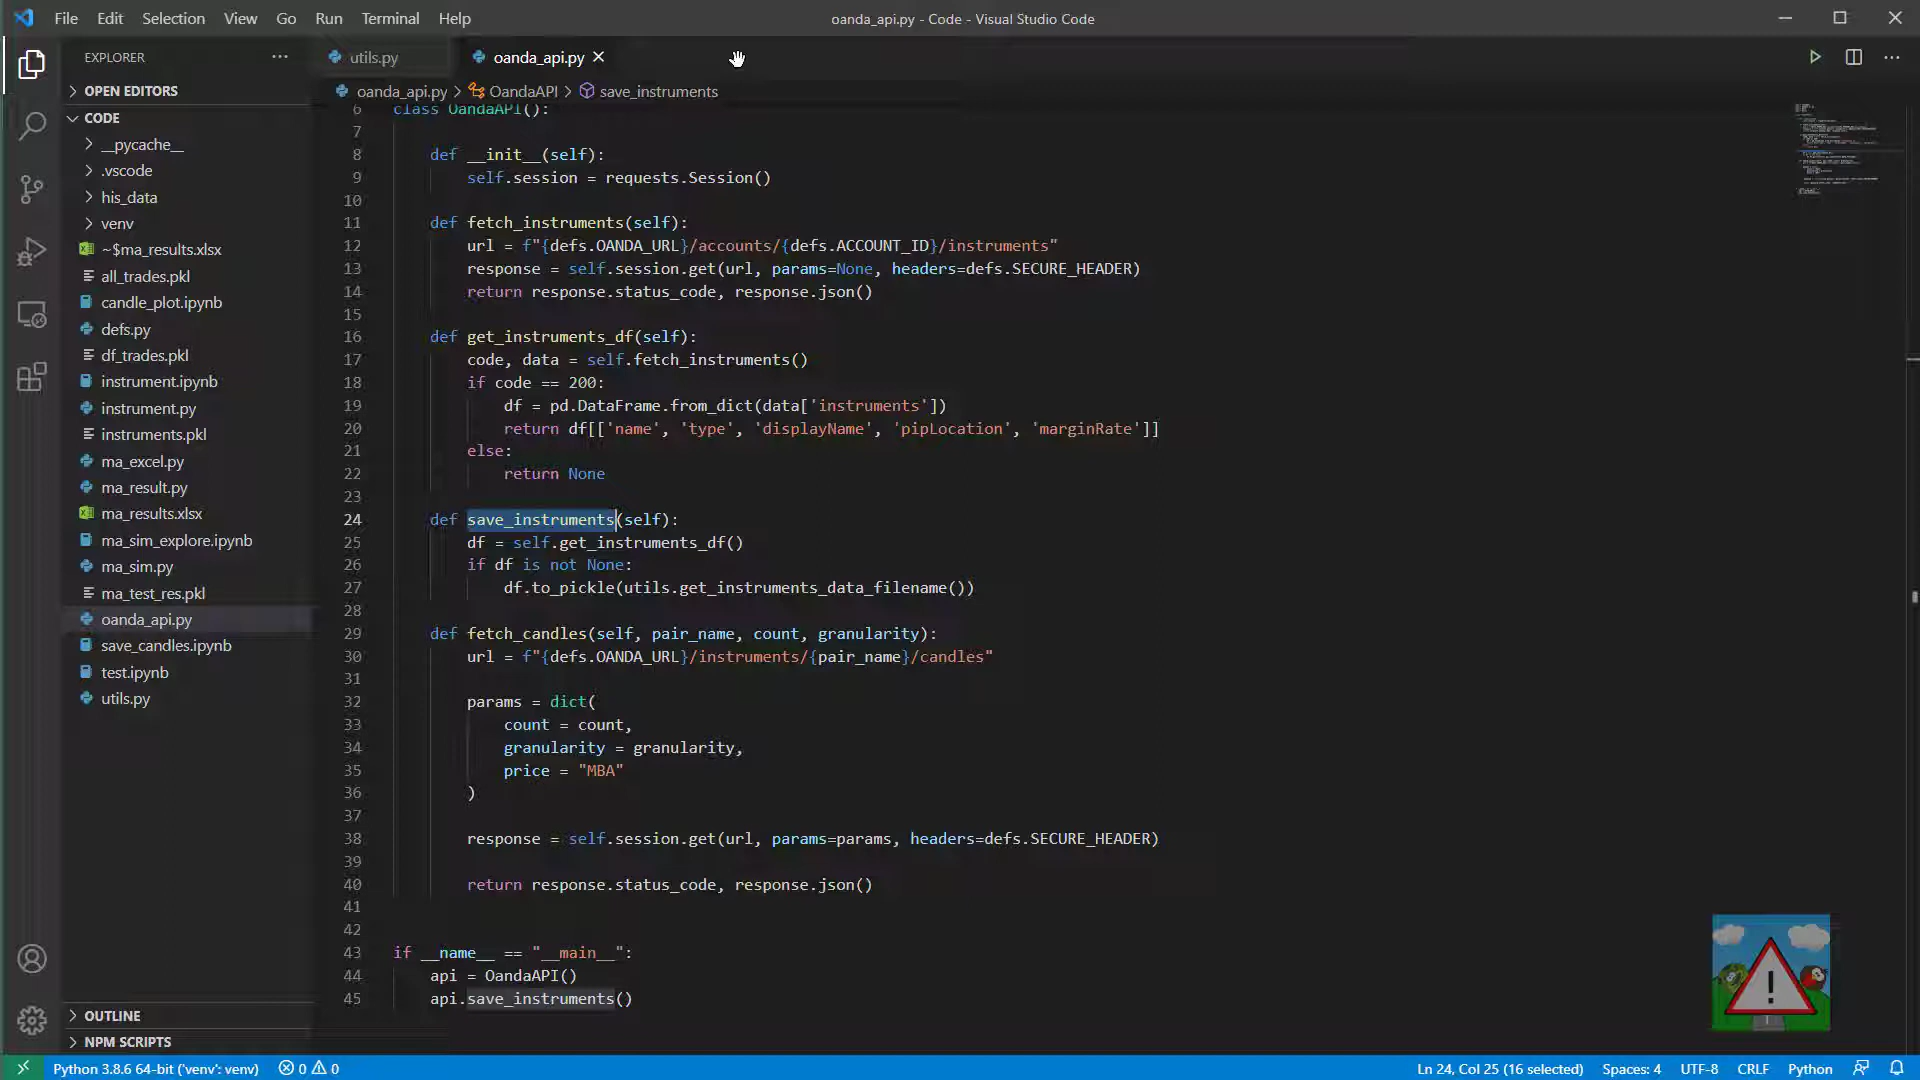 File Edit Selection View Go Run Terminal Help
oanda_api.py - Code - Visual Studio Code
EXPLORER
utils.py
oanda_api.py
OPEN EDITORS
oanda_api.py > OandaAPI > save_instruments
CODE
__pycache__
.vscode
his_data
venv
~$ma_results.xlsx
all_trades.pkl
candle_plot.ipynb
defs.py
df_trades.pkl
instrument.ipynb
instrument.py
instruments.pkl
ma_excel.py
ma_result.py
ma_results.xlsx
ma_sim_explore.ipynb
ma_sim.py
ma_test_res.pkl
oanda_api.py
save_candles.ipynb
test.ipynb
utils.py
OUTLINE
NPM SCRIPTS
6 class OandaAPI():
7
8 def __init__(self):
9 self.session = requests.Session()
10
11 def fetch_instruments(self):
12 url = f"{defs.OANDA_URL}/accounts/{defs.ACCOUNT_ID}/instruments"
13 response = self.session.get(url, params=None, headers=defs.SECURE_HEADER)
14 return response.status_code, response.json()
15
16 def get_instruments_df(self):
17 code, data = self.fetch_instruments()
18 if code == 200:
19 df = pd.DataFrame.from_dict(data['instruments'])
20 return df[['name', 'type', 'displayName', 'pipLocation', 'marginRate']]
21 else:
22 return None
23
24 def save_instruments(self):
25 df = self.get_instruments_df()
26 if df is not None:
27 df.to_pickle(utils.get_instruments_data_filename())
28
29 def fetch_candles(self, pair_name, count, granularity):
30 url = f"{defs.OANDA_URL}/instruments/{pair_name}/candles"
31
32 params = dict(
33 count = count,
34 granularity = granularity,
35 price = "MBA"
36 )
37
38 response = self.session.get(url, params=params, headers=defs.SECURE_HEADER)
39
40 return response.status_code, response.json()
41
42
43 if __name__ == "__main__":
44 api = OandaAPI()
45 api.save_instruments()
Python 3.8.6 64-bit ('venv': venv) 0 0
Ln 24, Col 25 (16 selected) Spaces: 4 UTF-8 CRLF Python